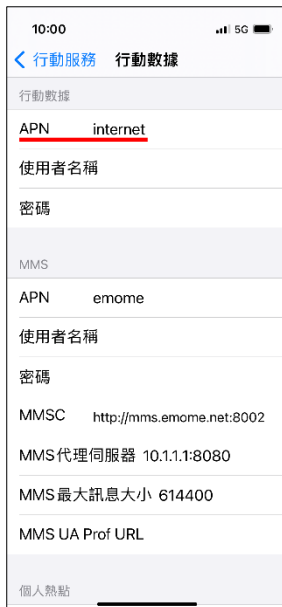 10:00 5G
行動服務 行動數據
行動數據
APN internet
使用者名稱
密碼
MMS
APN emome
使用者名稱
密碼
MMSC http://mms.emome.net:8002
MMS代理伺服器 10.1.1.1:8080
MMS最大訊息大小 614400
MMS UA Prof URL
個人熱點